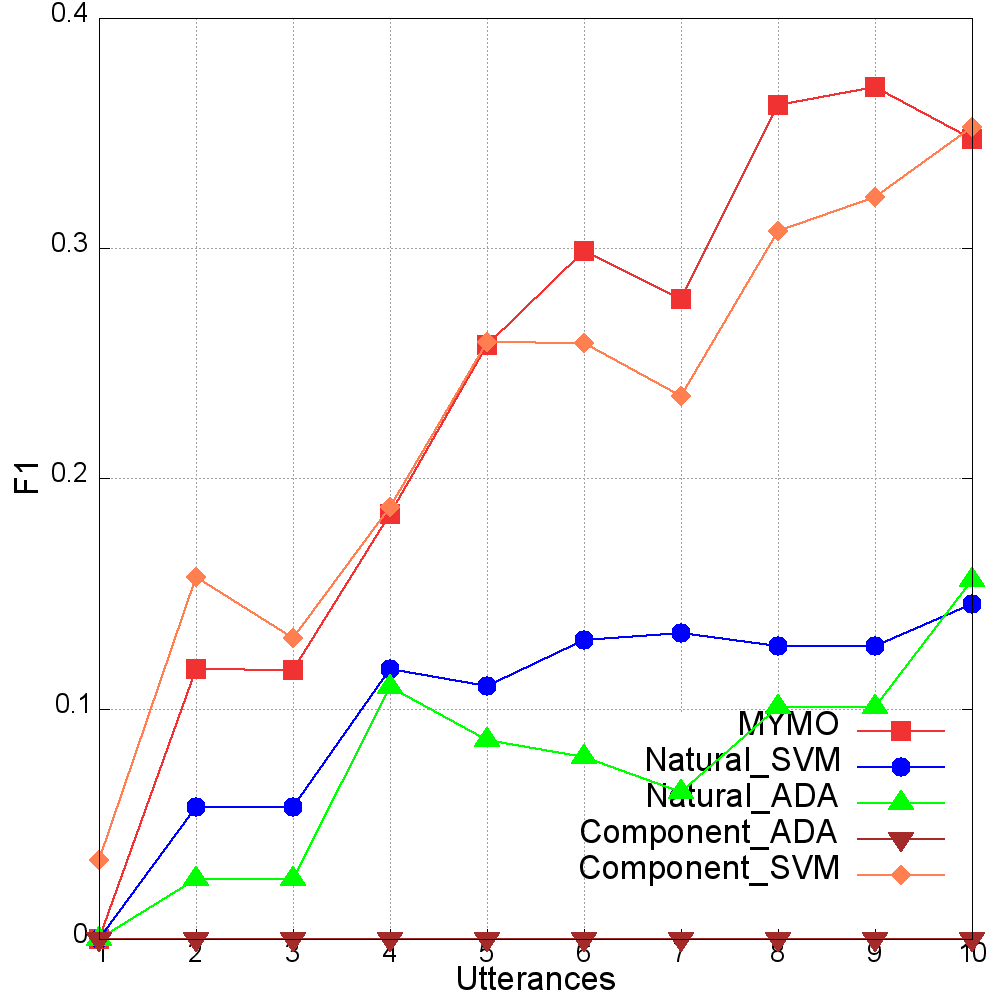 0.4
0.3
0.2
0.1
0
F1
MYMO
Natural_SVM
Natural_ADA
Component_ADA
Component_SVM
1 2 3 4 5 6 7 8 9 10
Utterances